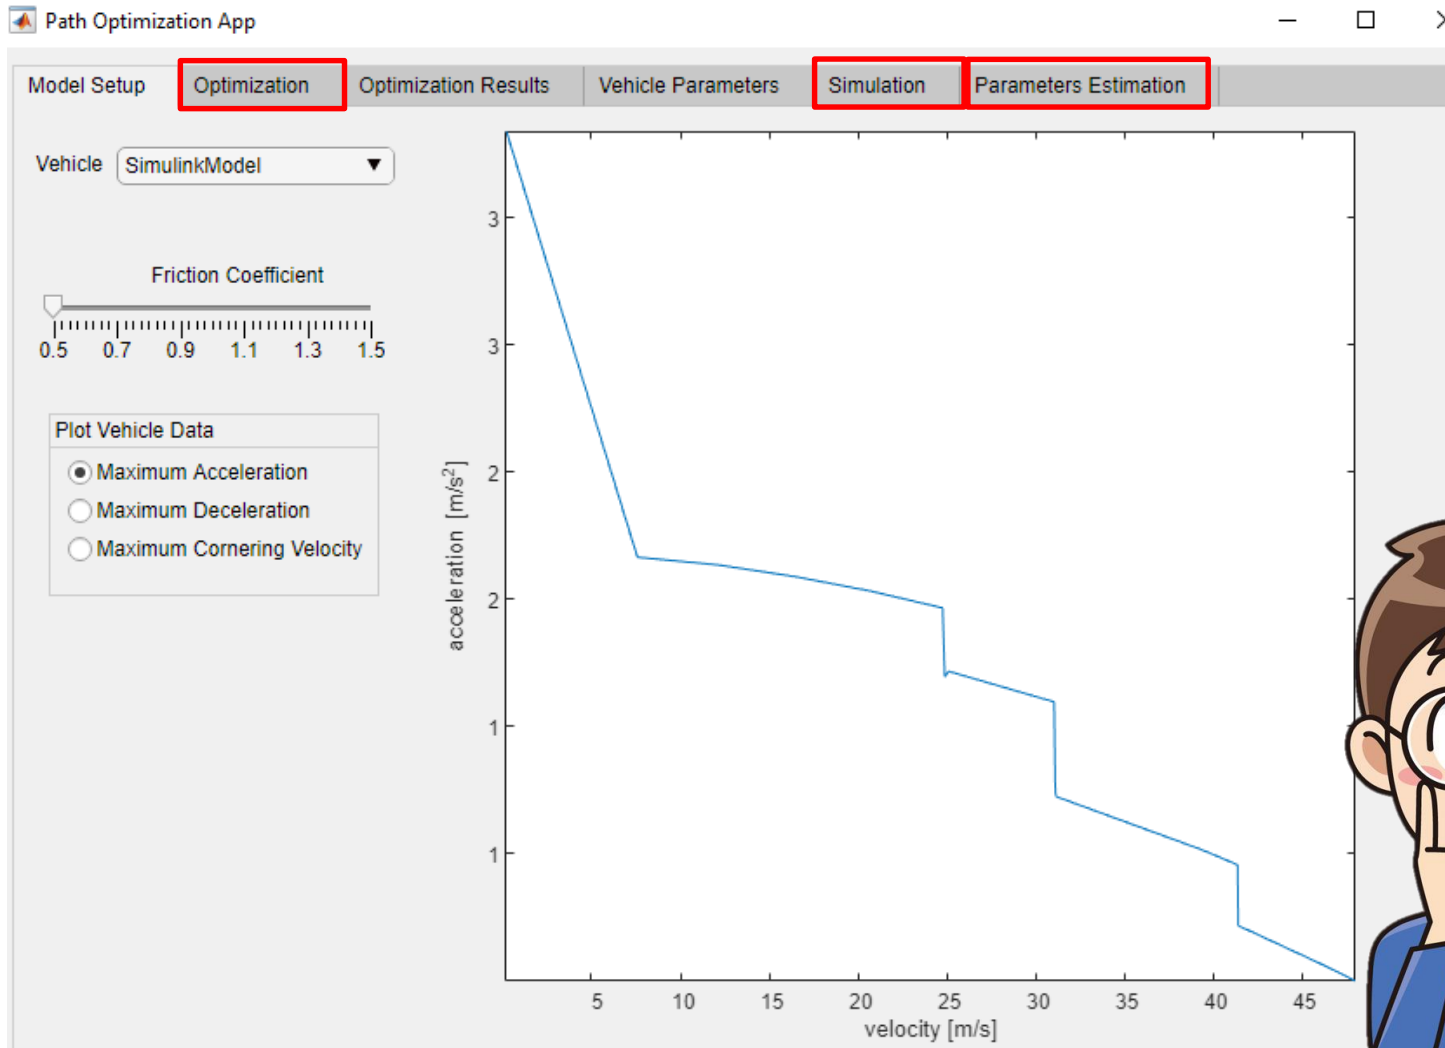 Path Optimization App
Model Setup
Optimization
Optimization Results
Vehicle Parameters
Simulation
Parameters Estimation
Vehicle
SimulinkModel
Friction Coefficient
0.5 0.7 0.9 1.1 1.3 1.5
Plot Vehicle Data
Maximum Acceleration
Maximum Deceleration
Maximum Cornering Velocity
acceleration [m/s²]
3
3
2
2
1
1
5 10 15 20 25 30 35 40 45
velocity [m/s]